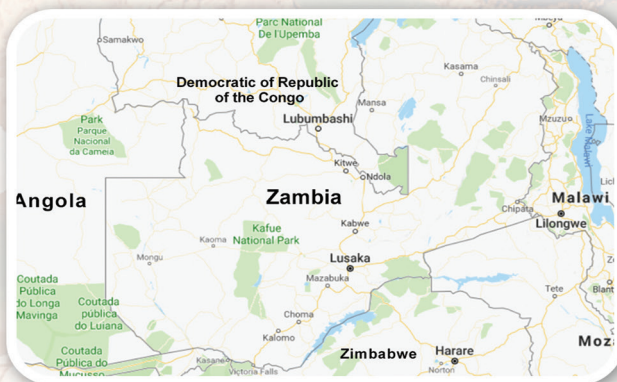 Parc National
De l'Upemba
Mbeya
Samakwo
Kasama
Democratic of Republic
of the Congo
Chinsali
Mansa
Lubumbashi
Mzuzu
Lake Malawi
Park
Parque
Nacional
da Cameia
Kitwe
Ndola
Angola
Zambia
Malawi
Chipata
Lilongwe
Kafue
National Park
Kabwe
Kaoma
Mongu
Lusaka
Mazabuka
Coutada
Pública
do Longa
Mavinga
Coutada
pública
do Luiana
Tete
Choma
Kalomo
Moza
Zimbabwe
Harare
Norton
Coutada
Pública do
Mucusso
Kasane
Victoria Falls